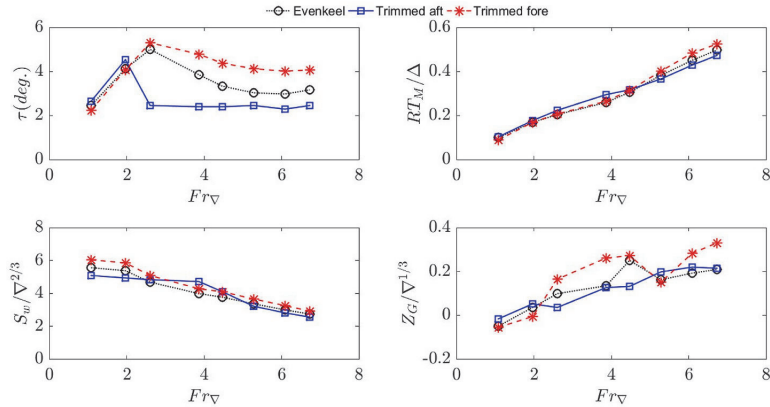 Evenkeel Trimmed aft Trimmed fore
6
4
2
0
τ(deg.)
0 2 4 6 8
Fr∇
0.6
0.4
0.2
0
RT_M/Δ
0 2 4 6 8
Fr∇
8
6
4
2
0
S_w/∇^{2/3}
0 2 4 6 8
Fr∇
0.4
0.2
0
-0.2
Z_G/∇^{1/3}
0 2 4 6 8
Fr∇